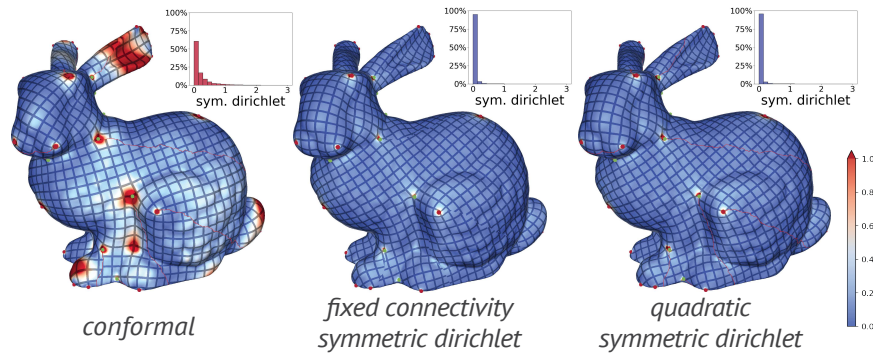 100%
75%
50%
25%
0%
0 1 2 3
sym. dirichlet
100%
75%
50%
25%
0%
0 1 2 3
sym. dirichlet
100%
75%
50%
25%
0%
0 1 2 3
sym. dirichlet
1.0
0.8
0.6
0.4
0.2
0.0
conformal
fixed connectivity
symmetric dirichlet
quadratic
symmetric dirichlet